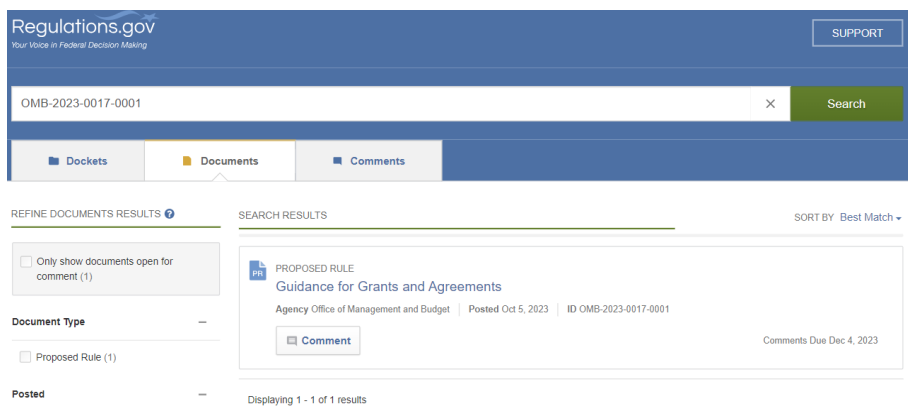 Regulations.gov
Your Voice in Federal Decision Making
SUPPORT
OMB-2023-0017-0001
Search
Dockets
Documents
Comments
REFINE DOCUMENTS RESULTS ?
SEARCH RESULTS
SORT BY Best Match
Only show documents open for
comment (1)
PR
PROPOSED RULE
Guidance for Grants and Agreements
Agency Office of Management and Budget | Posted Oct 5, 2023 | ID OMB-2023-0017-0001
Comment
Comments Due Dec 4, 2023
Document Type
Proposed Rule (1)
Posted
Displaying 1 - 1 of 1 results